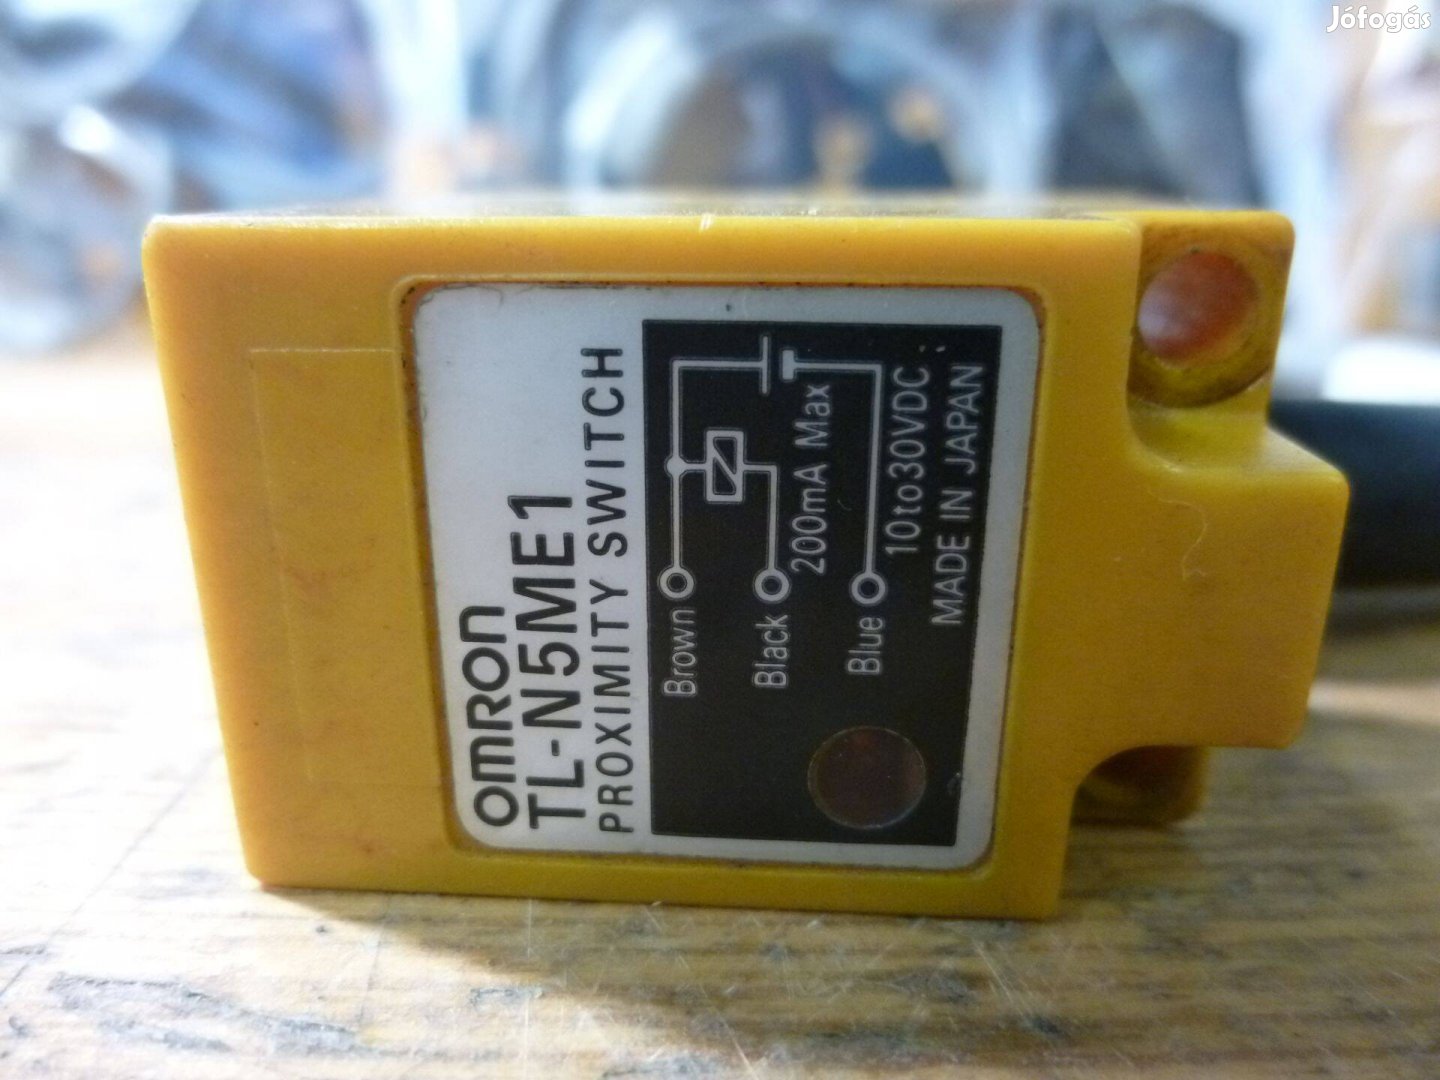 Jófogás
OMRON
TL-N5ME1
PROXIMITY SWITCH
Brown
Black
200mA Max
Blue
10to30VDC
MADE IN JAPAN